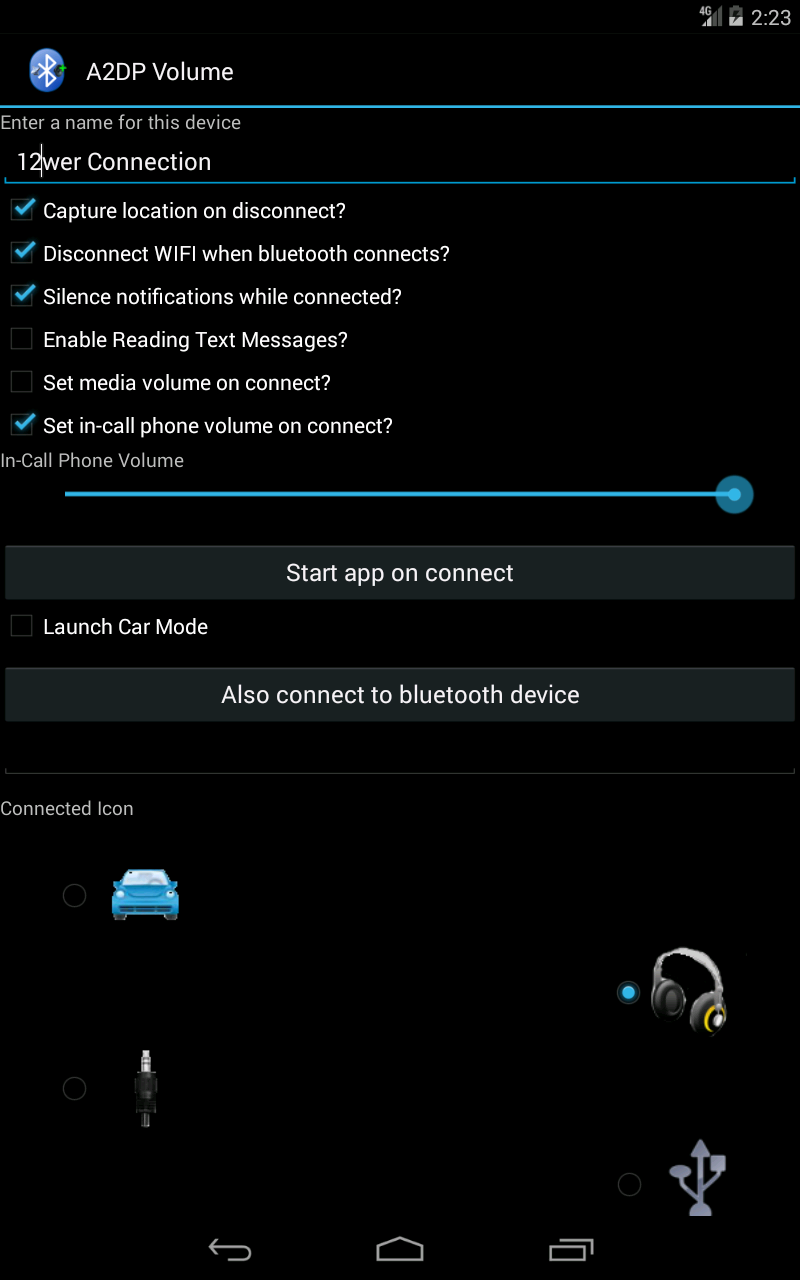 4G 2:23
A2DP Volume
Enter a name for this device
12wer Connection
Capture location on disconnect?
Disconnect WIFI when bluetooth connects?
Silence notifications while connected?
Enable Reading Text Messages?
Set media volume on connect?
Set in-call phone volume on connect?
In-Call Phone Volume
Start app on connect
Launch Car Mode
Also connect to bluetooth device
Connected Icon